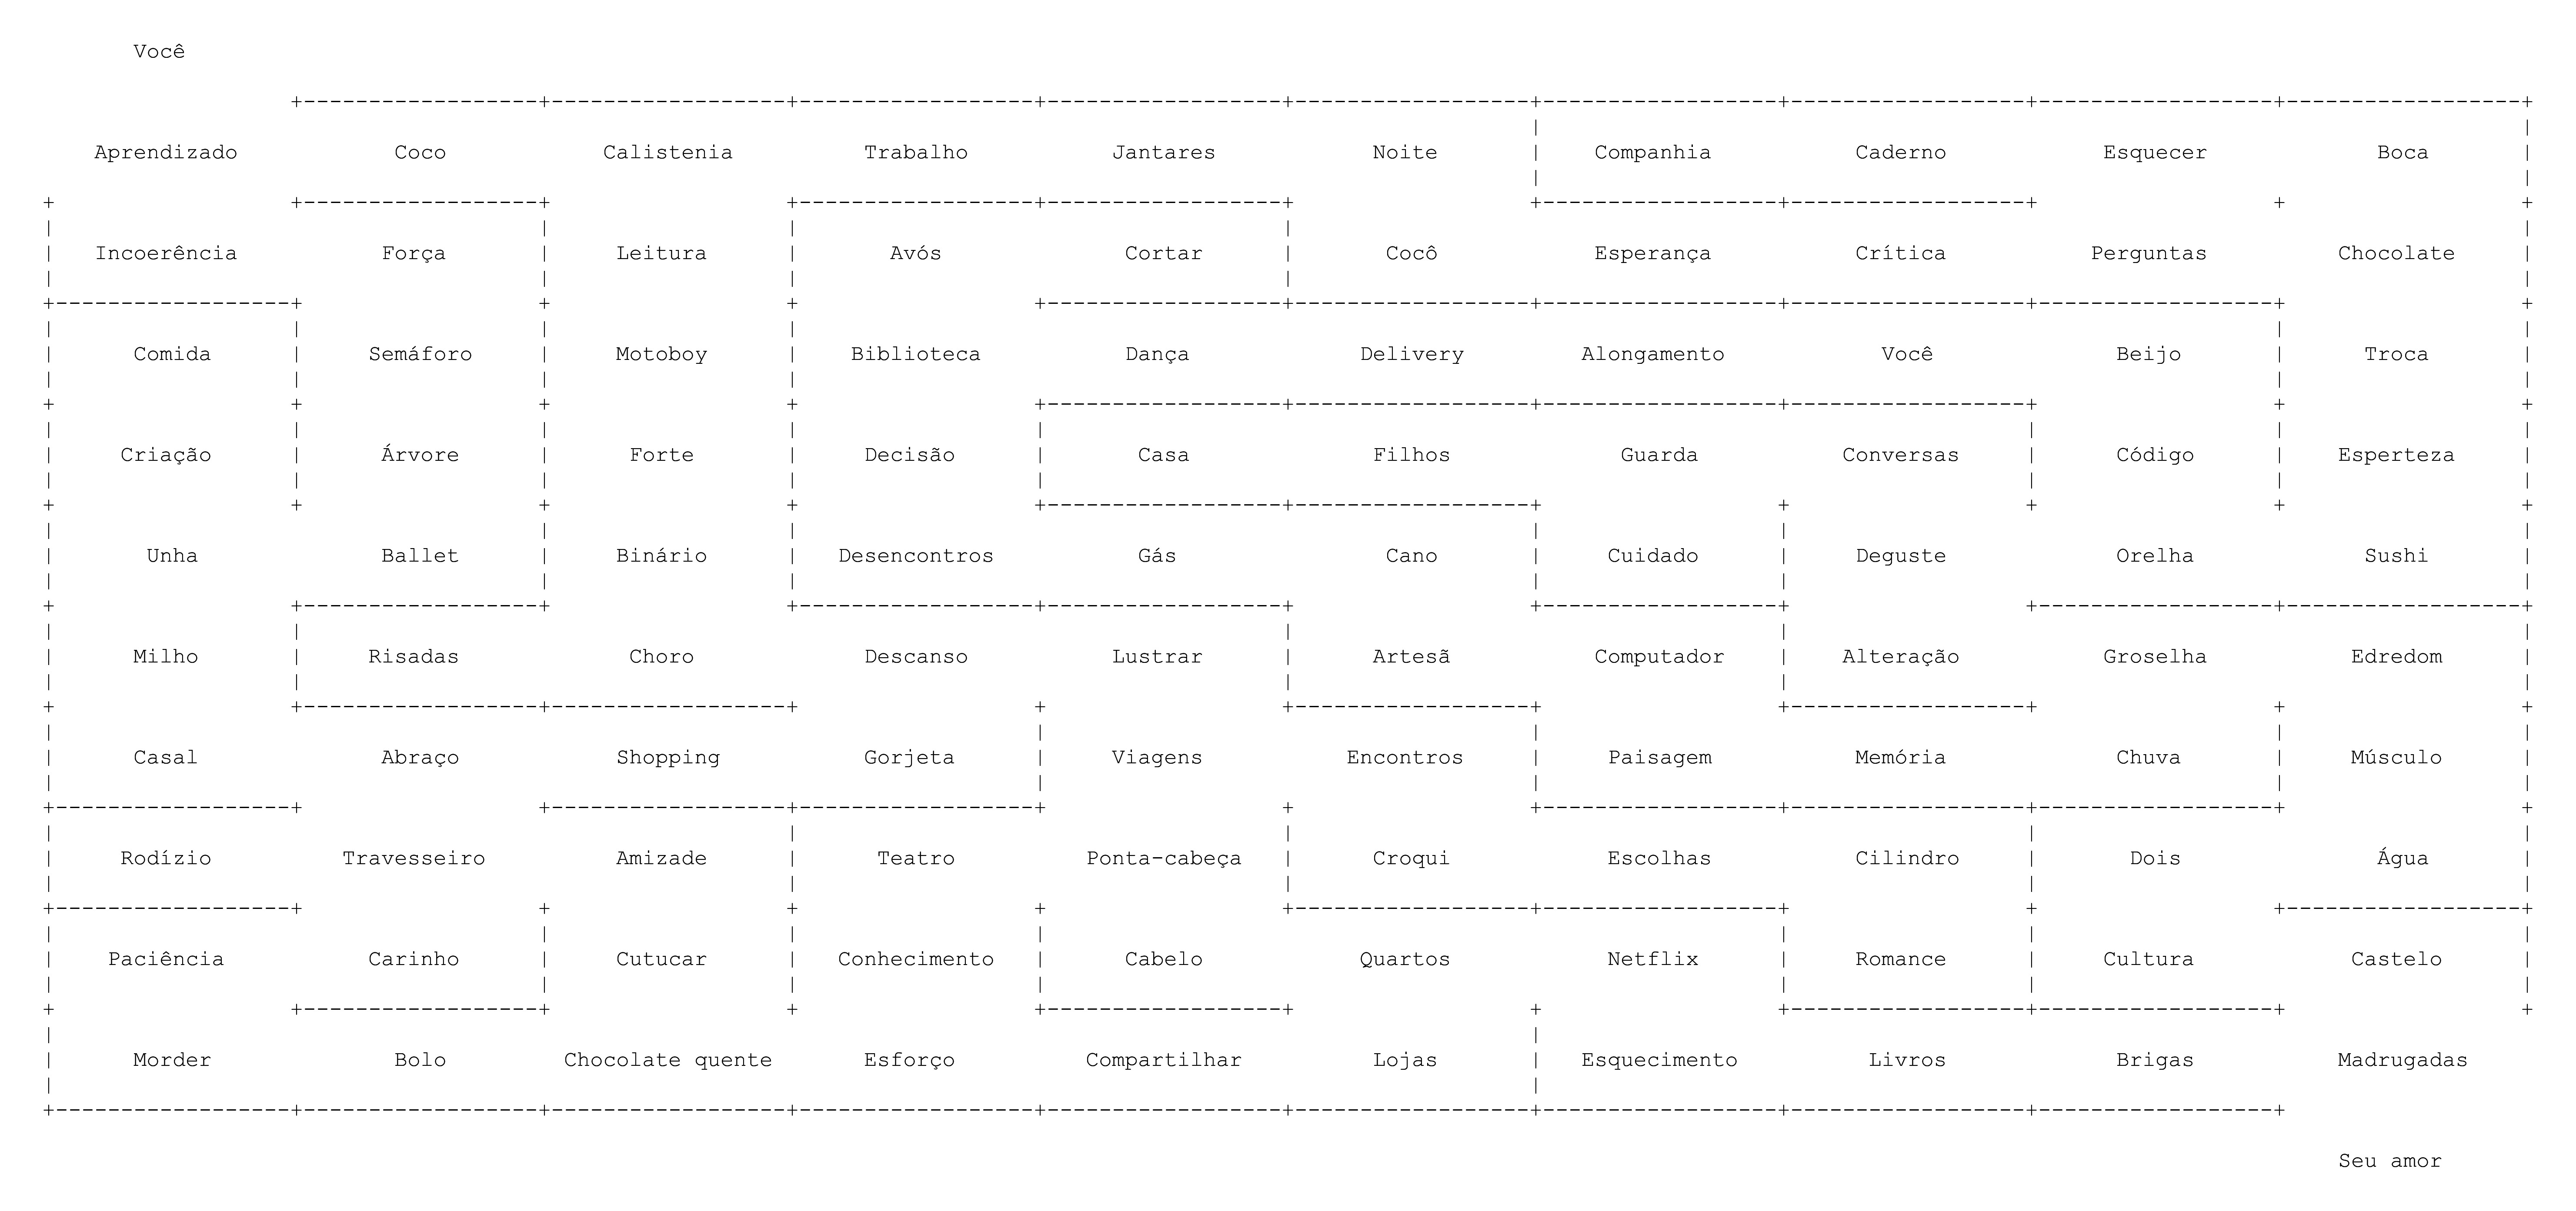 Você
Aprendizado Coco Calistenia Trabalho Jantares Noite Companhia Caderno Esquecer Boca
Incoerência Força Leitura Avós Cortar Cocô Esperança Crítica Perguntas Chocolate
Comida Semáforo Motoboy Biblioteca Dança Delivery Alongamento Você Beijo Troca
Criação Árvore Forte Decisão Casa Filhos Guarda Conversas Código Esperteza
Unha Ballet Binário Desencontros Gás Cano Cuidado Deguste Orelha Sushi
Milho Risadas Choro Descanso Lustrar Artesã Computador Alteração Groselha Edredom
Casal Abraço Shopping Gorjeta Viagens Encontros Paisagem Memória Chuva Músculo
Rodízio Travesseiro Amizade Teatro Ponta-cabeça Croqui Escolhas Cilindro Dois Água
Paciência Carinho Cutucar Conhecimento Cabelo Quartos Netflix Romance Cultura Castelo
Morder Bolo Chocolate quente Esforço Compartilhar Lojas Esquecimento Livros Brigas Madrugadas
Seu amor